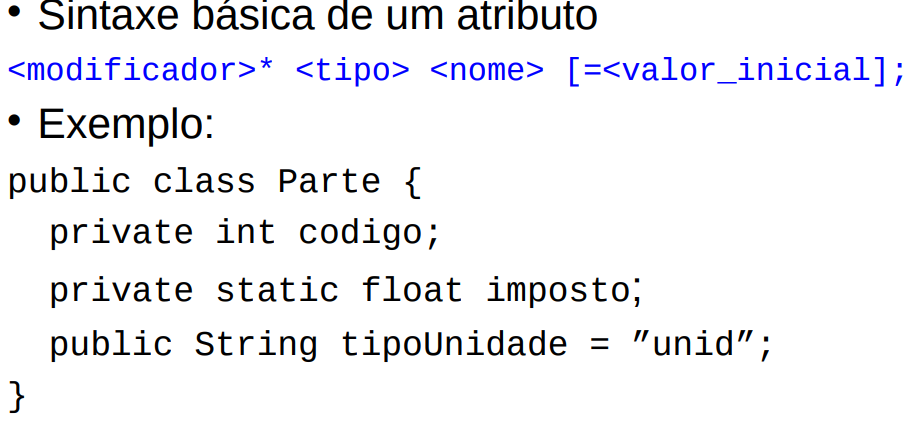 • Sintaxe básica de um atributo
<modificador>* <tipo> <nome> [=<valor_inicial];
• Exemplo:
public class Parte {
private int codigo;
private static float imposto;
public String tipoUnidade = ”unid”;
}